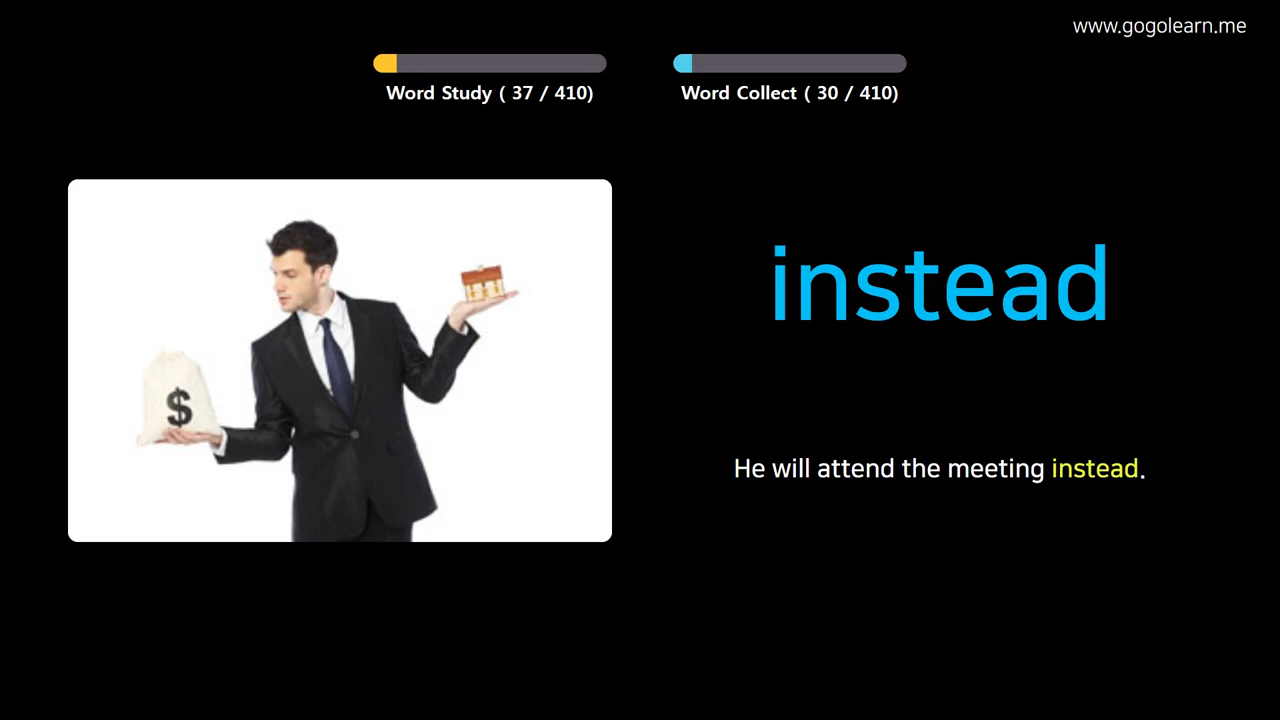 www.gogolearn.me
Word Study ( 37 / 410)
Word Collect ( 30 / 410)
$
instead
He will attend the meeting instead.